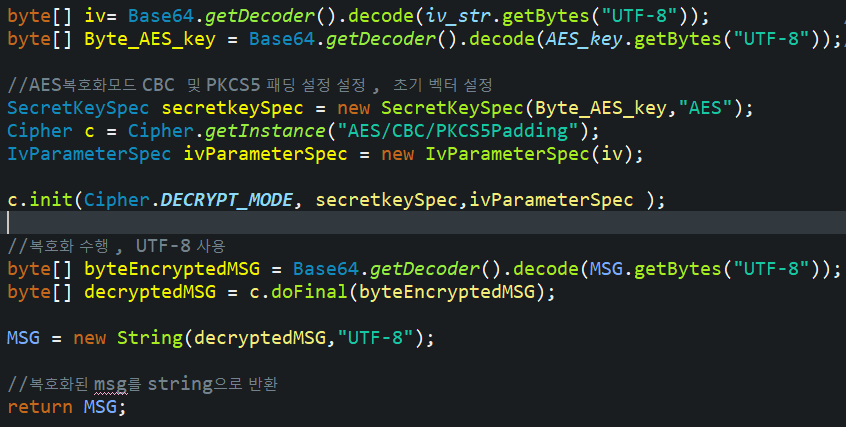 byte[] iv= Base64.getDecoder().decode(iv_str.getBytes("UTF-8"));
byte[] Byte_AES_key = Base64.getDecoder().decode(AES_key.getBytes("UTF-8"));
//AES복호화모드 CBC 및 PKCS5 패딩 설정 설정 , 초기 벡터 설정
SecretKeySpec secretkeySpec = new SecretKeySpec(Byte_AES_key,"AES");
Cipher c = Cipher.getInstance("AES/CBC/PKCS5Padding");
IvParameterSpec ivParameterSpec = new IvParameterSpec(iv);
c.init(Cipher.DECRYPT_MODE, secretkeySpec,ivParameterSpec );
//복호화 수행 , UTF-8 사용
byte[] byteEncryptedMSG = Base64.getDecoder().decode(MSG.getBytes("UTF-8"));
byte[] decryptedMSG = c.doFinal(byteEncryptedMSG);
MSG = new String(decryptedMSG,"UTF-8");
//복호화된 msg를 string으로 반환
return MSG;